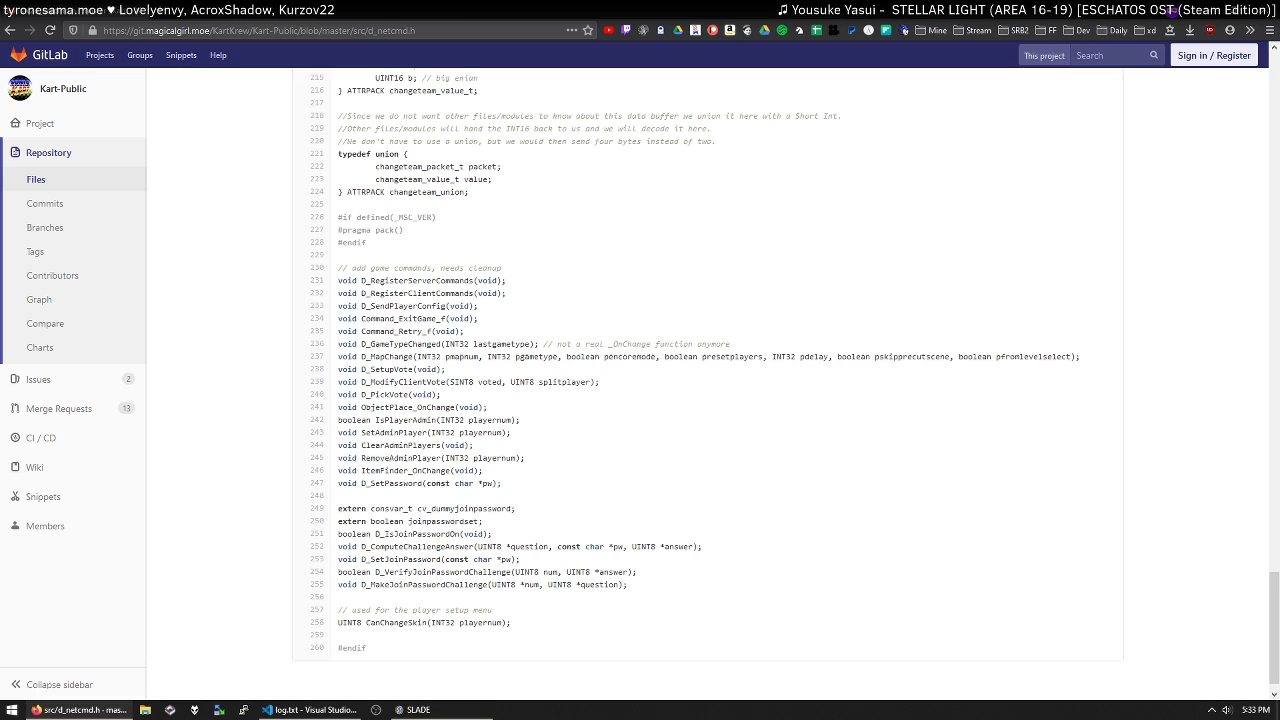 tyronesama.moe ♥ Lovelyenvy, AcroxShadow, Kurzov22
♫ Yousuke Yasui - STELLAR LIGHT (AREA 16-19) [ESCHATOS OST (Steam Edition)]
https://git.magicalgirl.moe/KartKrew/Kart-Public/blob/master/src/d_netcmd.h
Mine Stream SRB2 FF Dev Daily xd
GitLab Projects Groups Snippets Help This project Search Sign in / Register
Kart-Public
Project
Repository
Files
Commits
Branches
Tags
Contributors
Graph
Compare
Charts
Issues 2
Merge Requests 13
CI / CD
Wiki
Snippets
Members
Collapse sidebar
215 UINT16 b; // big enian
216 } ATTRPACK changeteam_value_t;
217
218 //Since we do not want other files/modules to know about this data buffer we union it here with a Short Int.
219 //Other files/modules will hand the INT16 back to us and we will decode it here.
220 //We don't have to use a union, but we would then send four bytes instead of two.
221 typedef union {
222 changeteam_packet_t packet;
223 changeteam_value_t value;
224 } ATTRPACK changeteam_union;
225
226 #if defined(_MSC_VER)
227 #pragma pack()
228 #endif
229
230 // add game commands, needs cleanup
231 void D_RegisterServerCommands(void);
232 void D_RegisterClientCommands(void);
233 void D_SendPlayerConfig(void);
234 void Command_ExitGame_f(void);
235 void Command_Retry_f(void);
236 void D_GameTypeChanged(INT32 lastgametype); // not a real _OnChange function anymore
237 void D_MapChange(INT32 pmapnum, INT32 pgametype, boolean pencoremode, boolean presetplayers, INT32 pdelay, boolean pskipprecutscene, boolean pfromlevelselect);
238 void D_SetupVote(void);
239 void D_ModifyClientVote(SINT8 voted, UINT8 splitplayer);
240 void D_PickVote(void);
241 void ObjectPlace_OnChange(void);
242 boolean IsPlayerAdmin(INT32 playernum);
243 void SetAdminPlayer(INT32 playernum);
244 void ClearAdminPlayers(void);
245 void RemoveAdminPlayer(INT32 playernum);
246 void ItemFinder_OnChange(void);
247 void D_SetPassword(const char *pw);
248
249 extern consvar_t cv_dummyjoinpassword;
250 extern boolean joinpasswordset;
251 boolean D_IsJoinPasswordOn(void);
252 void D_ComputeChallengeAnswer(UINT8 *question, const char *pw, UINT8 *answer);
253 void D_SetJoinPassword(const char *pw);
254 boolean D_VerifyJoinPasswordChallenge(UINT8 num, UINT8 *answer);
255 void D_MakeJoinPasswordChallenge(UINT8 *num, UINT8 *question);
256
257 // used for the player setup menu
258 UINT8 CanChangeSkin(INT32 playernum);
259
260 #endif
src/d_netcmd.h · mas... log.txt - Visual Studio... SLADE 5:33 PM